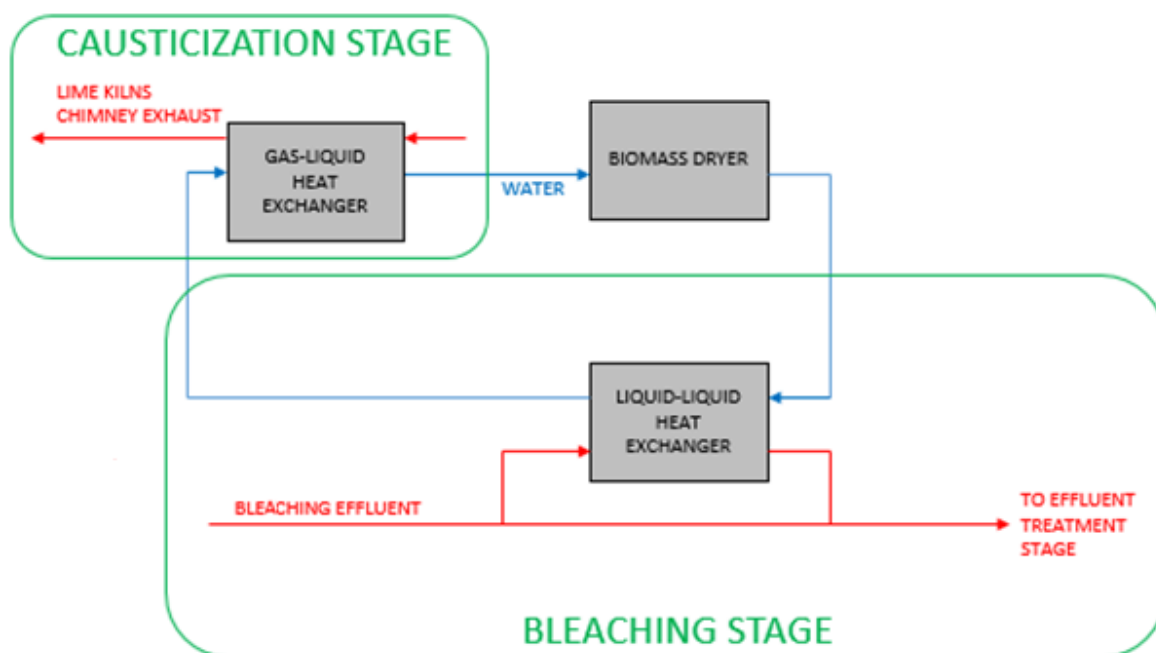 CAUSTICIZATION STAGE
LIME KILNS
CHIMNEY EXHAUST
GAS-LIQUID
HEAT
EXCHANGER
WATER
BIOMASS DRYER
LIQUID-LIQUID
HEAT
EXCHANGER
BLEACHING EFFLUENT
TO EFFLUENT
TREATMENT
STAGE
BLEACHING STAGE